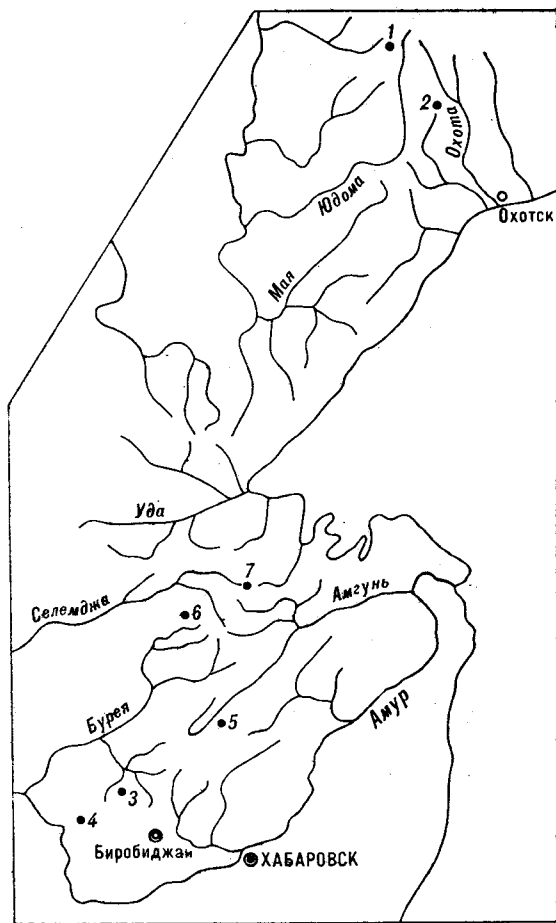 1
2
Охота
Охотск
Юдома
Мая
Уда
7
Селемджа
Амгунь
6
Бурея
5
Амур
3
4
Биробиджан
ХАБАРОВСК